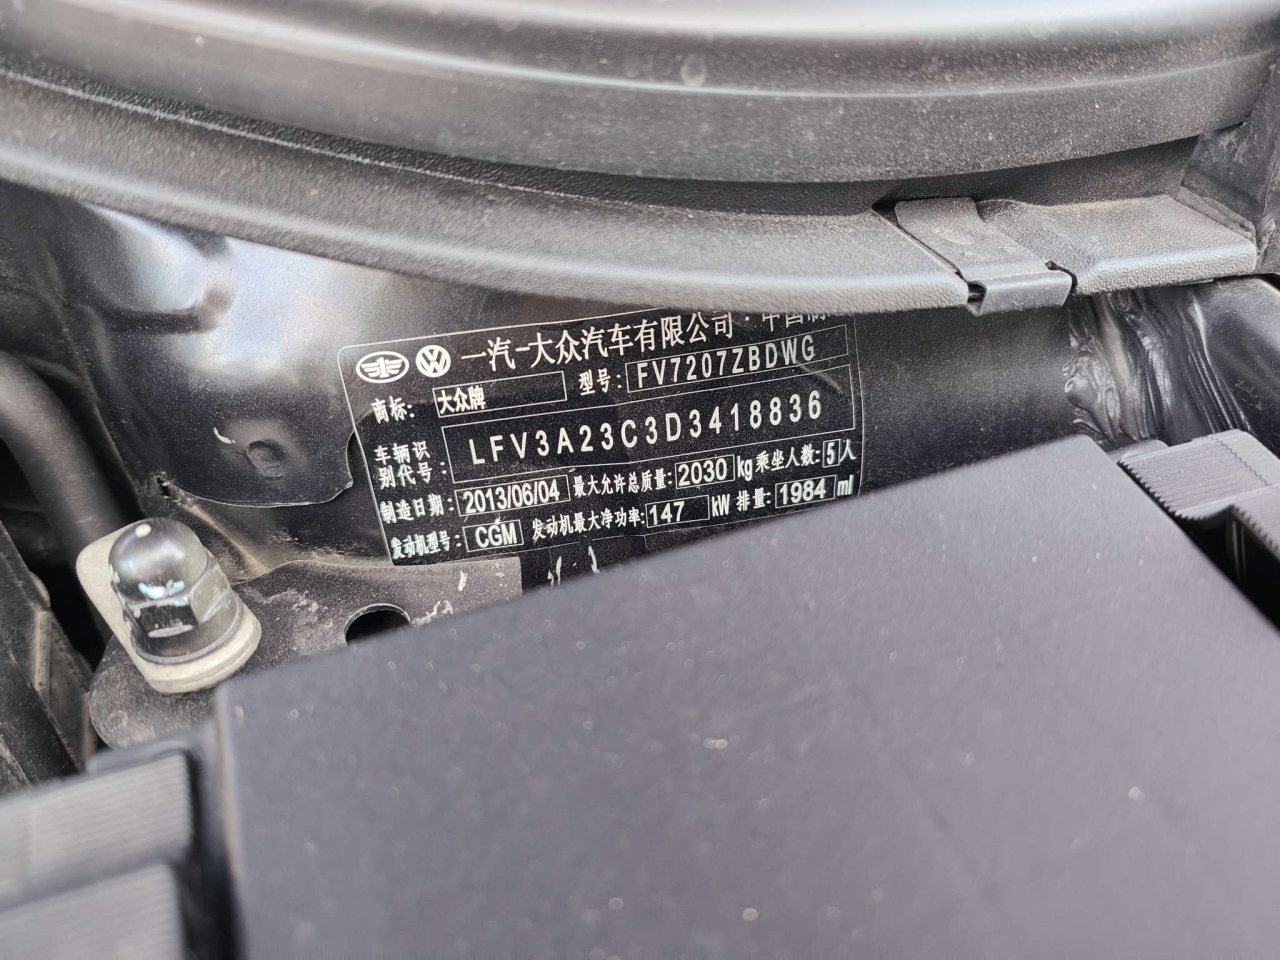 一汽-大众汽车有限公司·中国制
商标: 大众牌 型号: FV7207ZBDWG
车辆识别代号: LFV3A23C3D3418836
制造日期: 2013/06/04 最大允许总质量: 2030 kg 乘坐人数: 5 人
发动机型号: CGM 发动机最大净功率: 147 kW 排量: 1984 ml